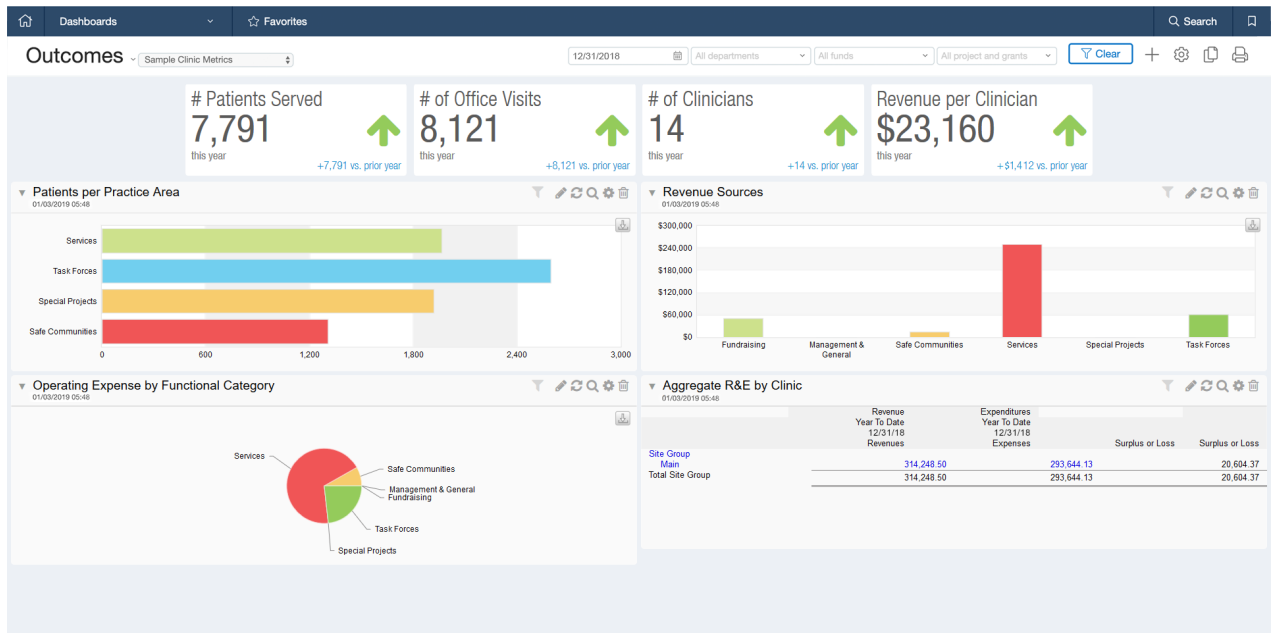 Dashboards
Favorites
Search
Outcomes
Sample Clinic Metrics
12/31/2018
All departments
All funds
All project and grants
Clear
# Patients Served
7,791
this year
+7,791 vs. prior year
# of Office Visits
8,121
this year
+8,121 vs. prior year
# of Clinicians
14
this year
+14 vs. prior year
Revenue per Clinician
$23,160
this year
+$1,412 vs. prior year
Patients per Practice Area
01/03/2019 05:48
Services
Task Forces
Special Projects
Safe Communities
0 600 1,200 1,800 2,400 3,000
Revenue Sources
01/03/2019 05:48
$300,000
$240,000
$180,000
$120,000
$60,000
$0
Fundraising
Management &
General
Safe Communities
Services
Special Projects
Task Forces
Operating Expense by Functional Category
01/03/2019 05:48
Services
Safe Communities
Management & General
Fundraising
Task Forces
Special Projects
Aggregate R&E by Clinic
01/03/2019 05:48
Revenue Expenditures
Year To Date Year To Date
12/31/18 12/31/18
Revenues Expenses Surplus or Loss Surplus or Loss
Site Group
Main 314,248.50 293,644.13 20,604.37
Total Site Group 314,248.50 293,644.13 20,604.37